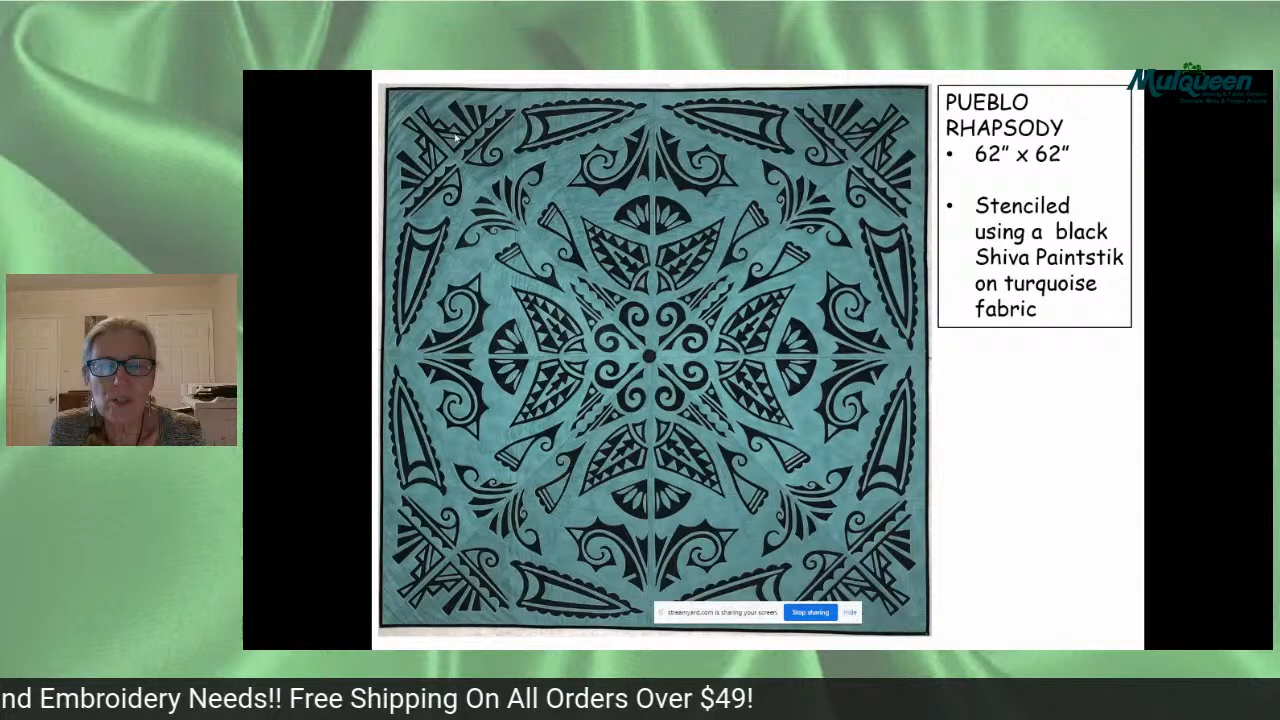 Mulqueen
PUEBLO
RHAPSODY
• 62” x 62”
• Stenciled
using a black
Shiva Paintstik
on turquoise
fabric
streamyard.com is sharing your screen.
Stop sharing
Hide
nd Embroidery Needs!! Free Shipping On All Orders Over $49!